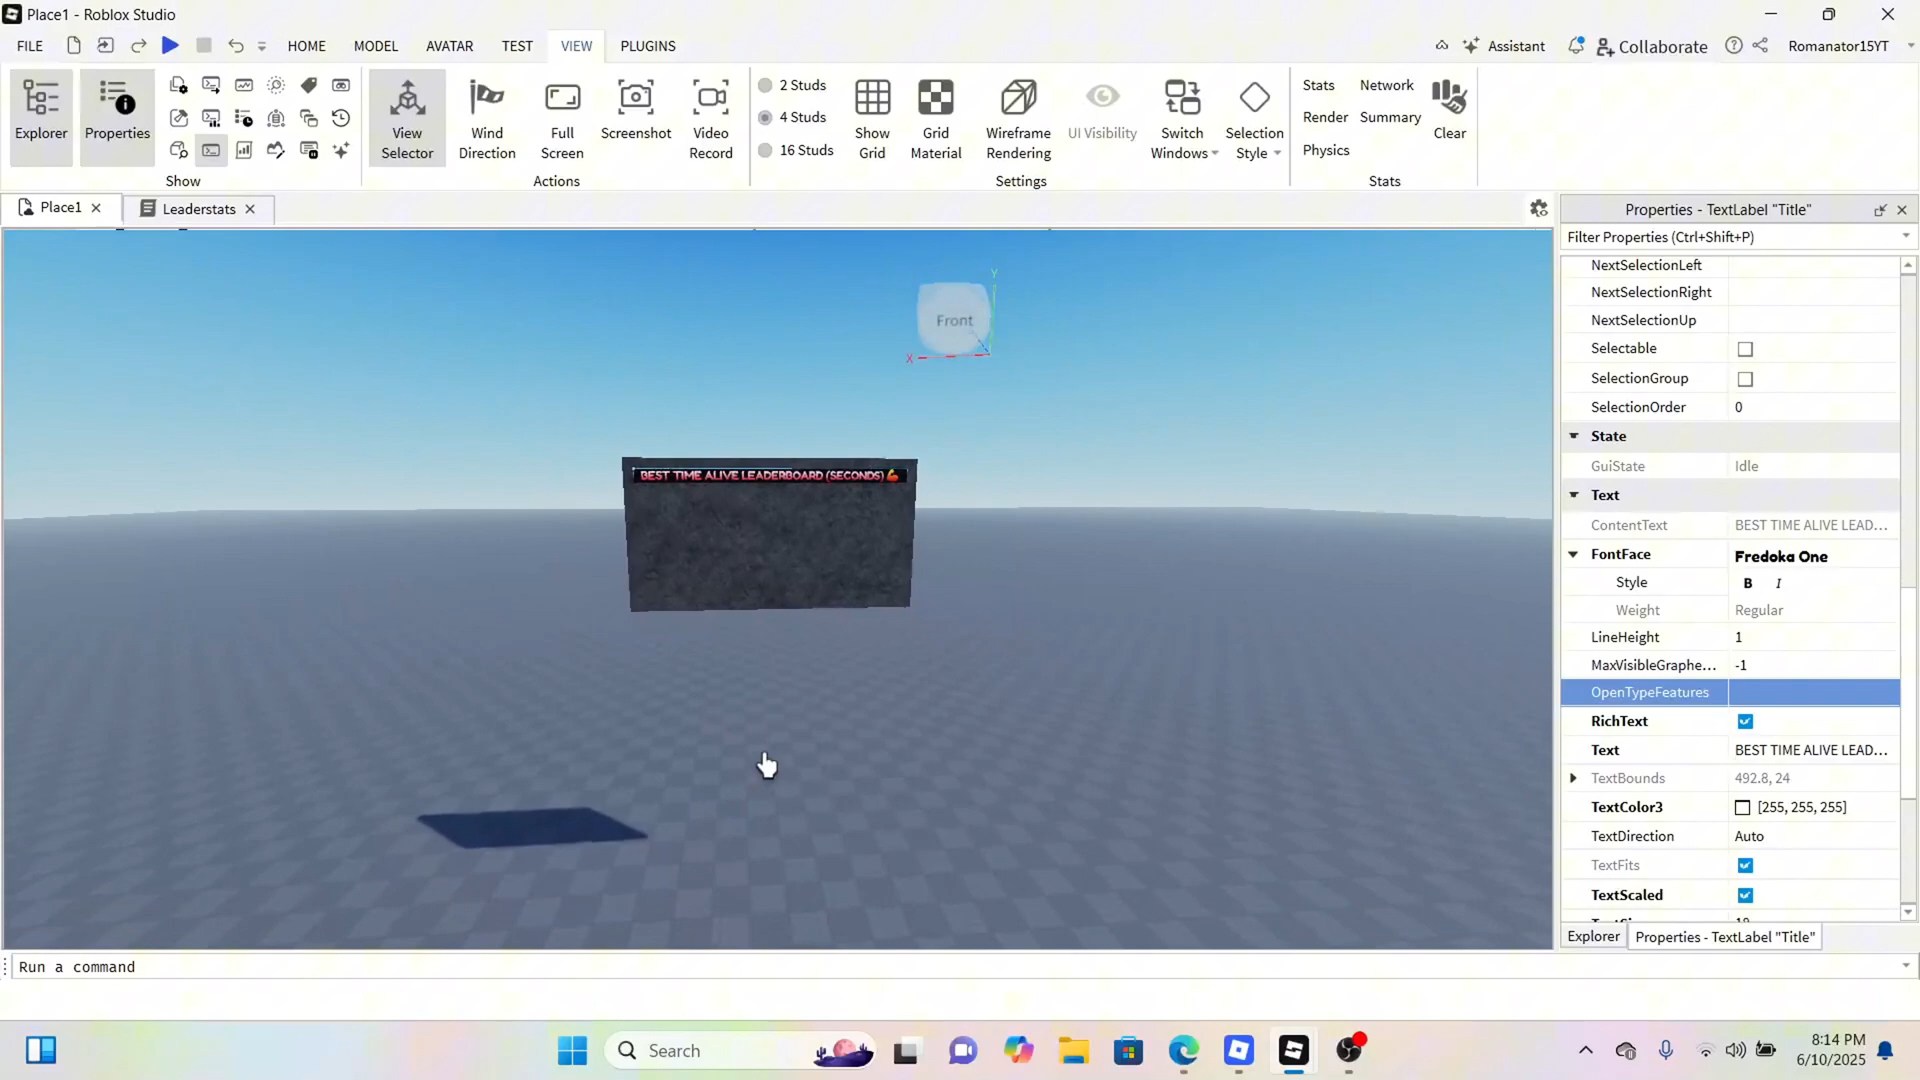 Place1 - Roblox Studio
FILE
HOME
MODEL
AVATAR
TEST
VIEW
PLUGINS
Assistant
Collaborate
Romanator15YT
Explorer
Properties
Show
View Selector
Wind Direction
Full Screen
Screenshot
Video Record
Actions
2 Studs
4 Studs
16 Studs
Show Grid
Grid Material
Wireframe Rendering
UI Visibility
Switch Windows
Selection Style
Settings
Stats
Network
Render
Summary
Physics
Clear
Stats
Place1
Leaderstats
Front
Y
X
BEST TIME ALIVE LEADERBOARD (SECONDS)💪
Properties - TextLabel "Title"
Filter Properties (Ctrl+Shift+P)
NextSelectionLeft
NextSelectionRight
NextSelectionUp
Selectable
SelectionGroup
SelectionOrder 0
State
GuiState Idle
Text
ContentText BEST TIME ALIVE LEAD...
FontFace Fredoka One
Style B I
Weight Regular
LineHeight 1
MaxVisibleGraphe... -1
OpenTypeFeatures
RichText
Text BEST TIME ALIVE LEAD...
TextBounds 492.8, 24
TextColor3 [255, 255, 255]
TextDirection Auto
TextFits
TextScaled
Explorer
Properties - TextLabel "Title"
Run a command
Search
8:14 PM
6/10/2025